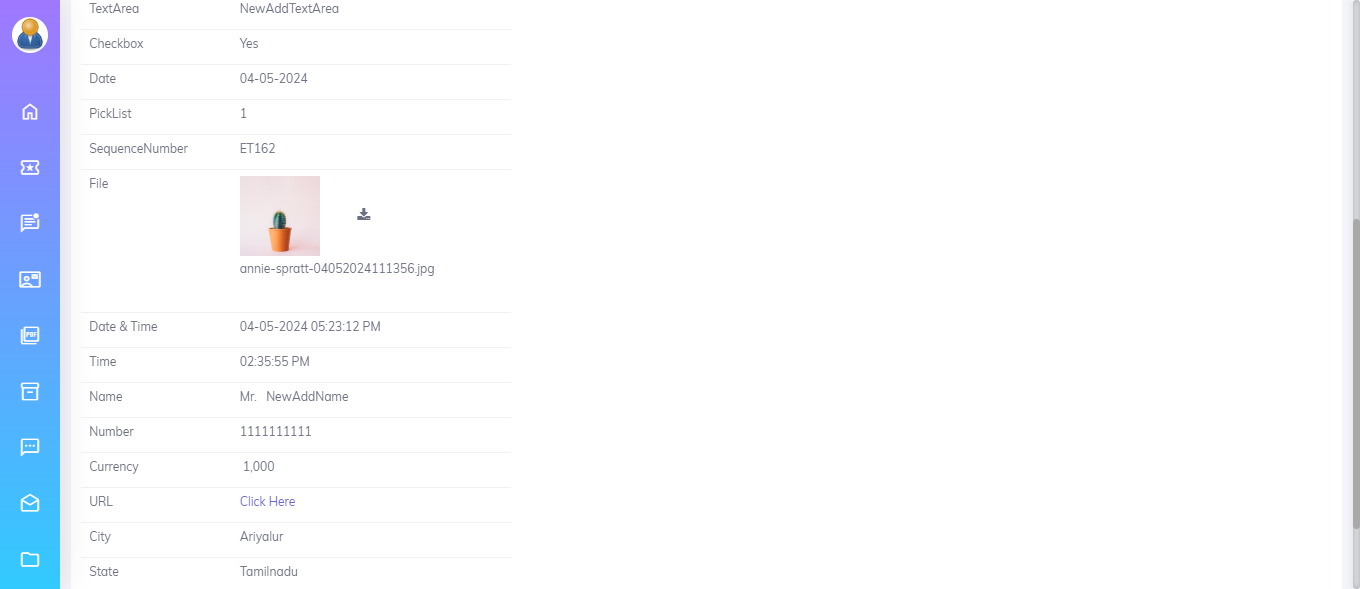 TextArea NewAddTextArea
Checkbox Yes
Date 04-05-2024
PickList 1
SequenceNumber ET162
File
annie-spratt-04052024111356.jpg
Date & Time 04-05-2024 05:23:12 PM
Time 02:35:55 PM
Name Mr. NewAddName
Number 1111111111
Currency 1,000
URL Click Here
City Ariyalur
State Tamilnadu
PDF